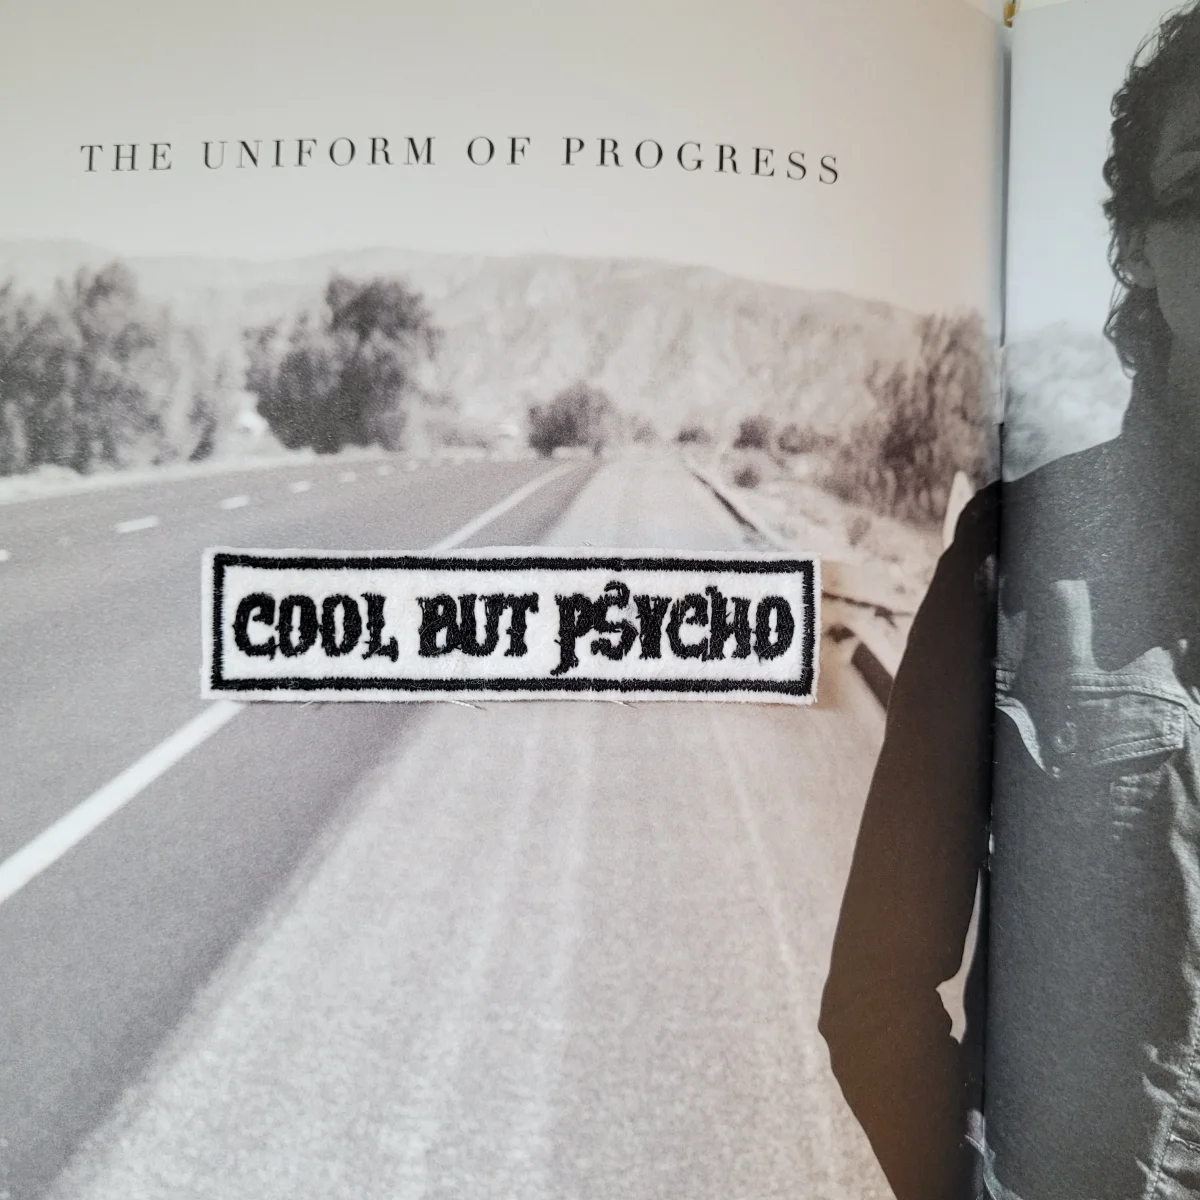 THE UNIFORM OF PROGRESS
COOL BUT PSYCHO